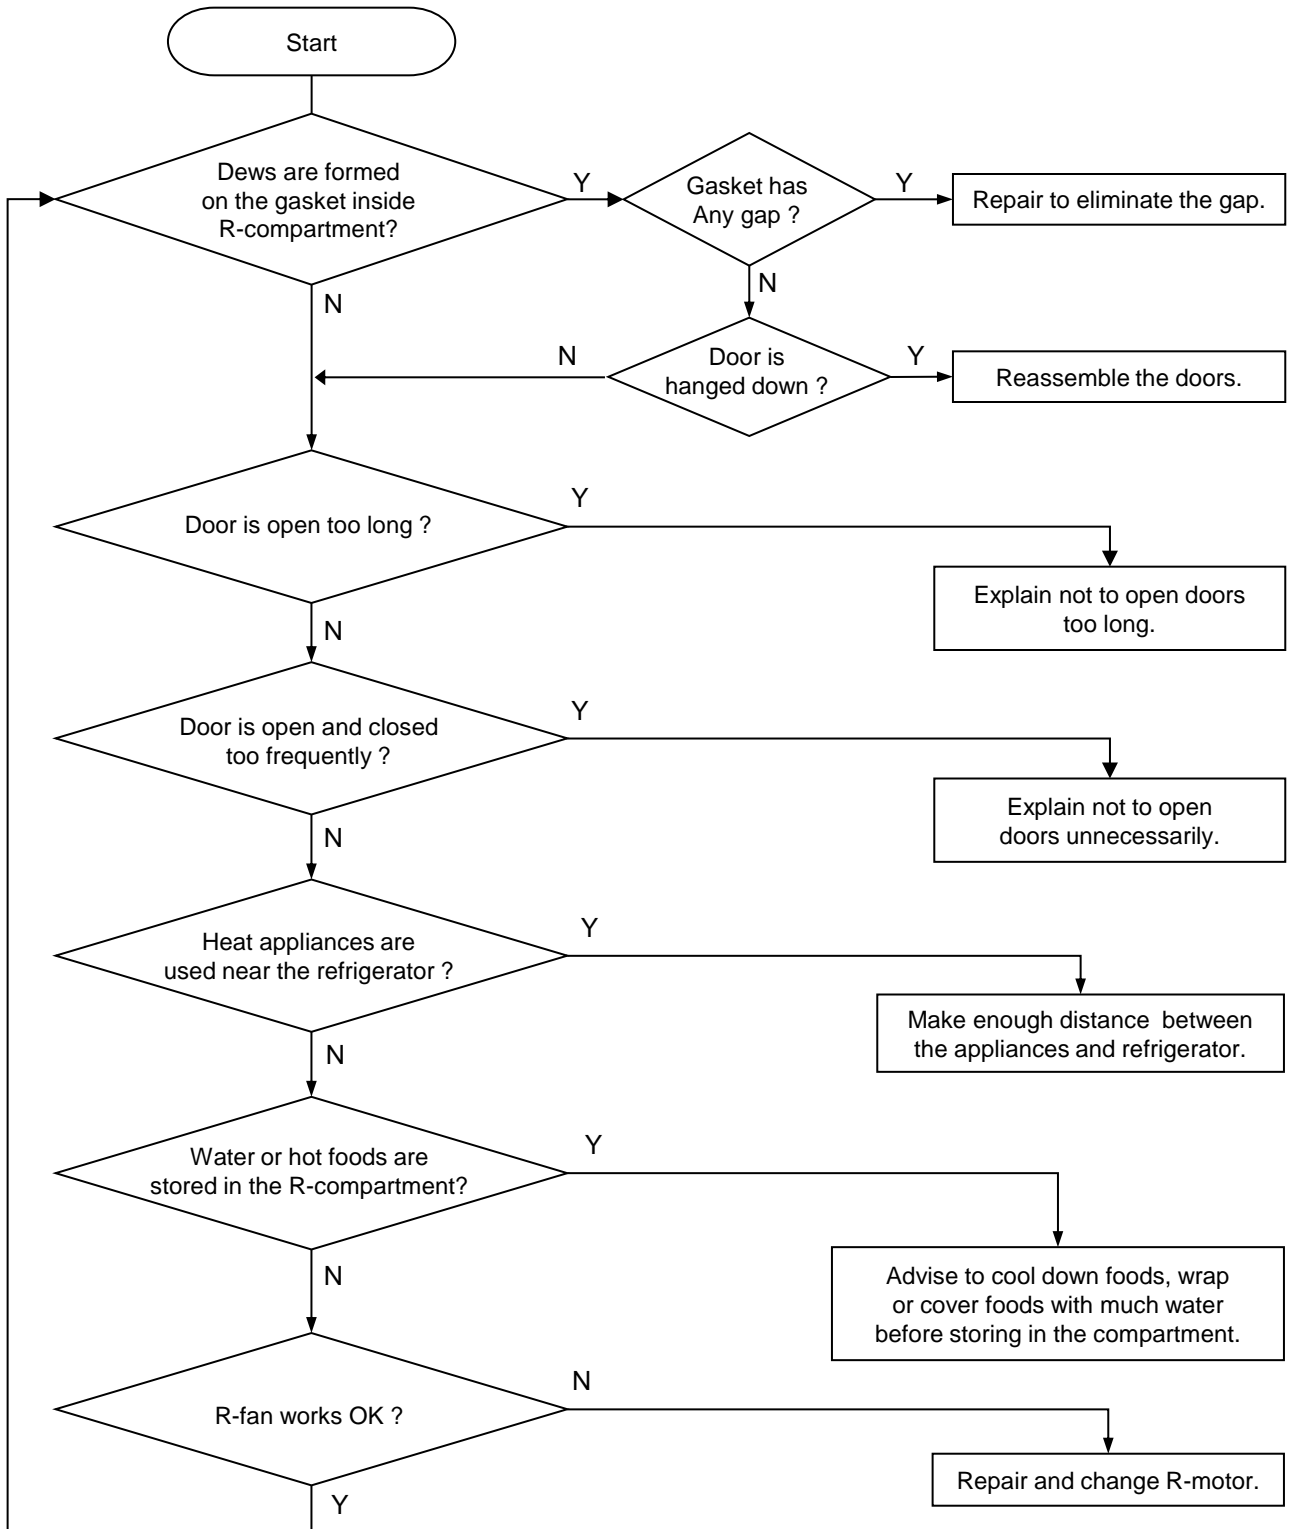 Start
Dews are formed
on the gasket inside
R-compartment?
Y
Gasket has
Any gap ?
Y
Repair to eliminate the gap.
N
N
Door is
hanged down ?
N
Y
Reassemble the doors.
Door is open too long ?
Y
Explain not to open doors
too long.
N
Door is open and closed
too frequently ?
Y
Explain not to open
doors unnecessarily.
N
Heat appliances are
used near the refrigerator ?
Y
Make enough distance between
the appliances and refrigerator.
N
Water or hot foods are
stored in the R-compartment?
Y
Advise to cool down foods, wrap
or cover foods with much water
before storing in the compartment.
N
R-fan works OK ?
N
Repair and change R-motor.
Y